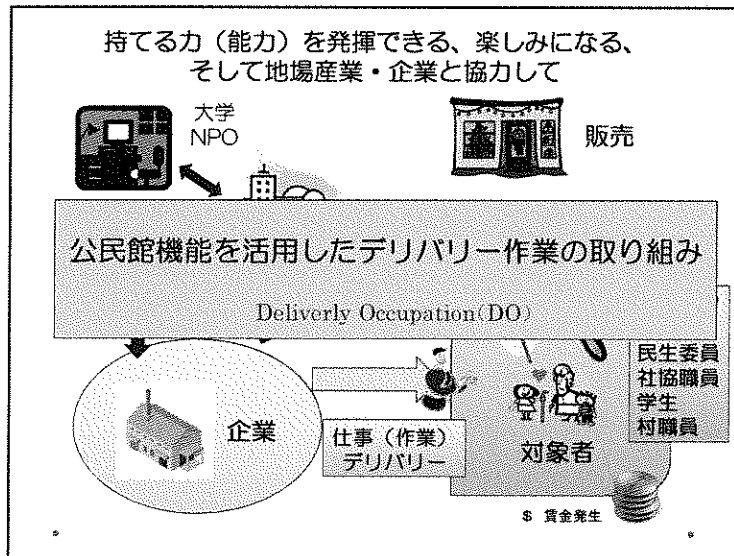 持てる力（能力）を発揮できる、楽しみになる、
そして地場産業・企業と協力して
大学
NPO
販売
公民館機能を活用したデリバリー作業の取り組み
Deliverly Occupation(DO)
民生委員
社協職員
学生
村職員
企業
仕事（作業）
デリバリー
対象者
$ 賃金発生